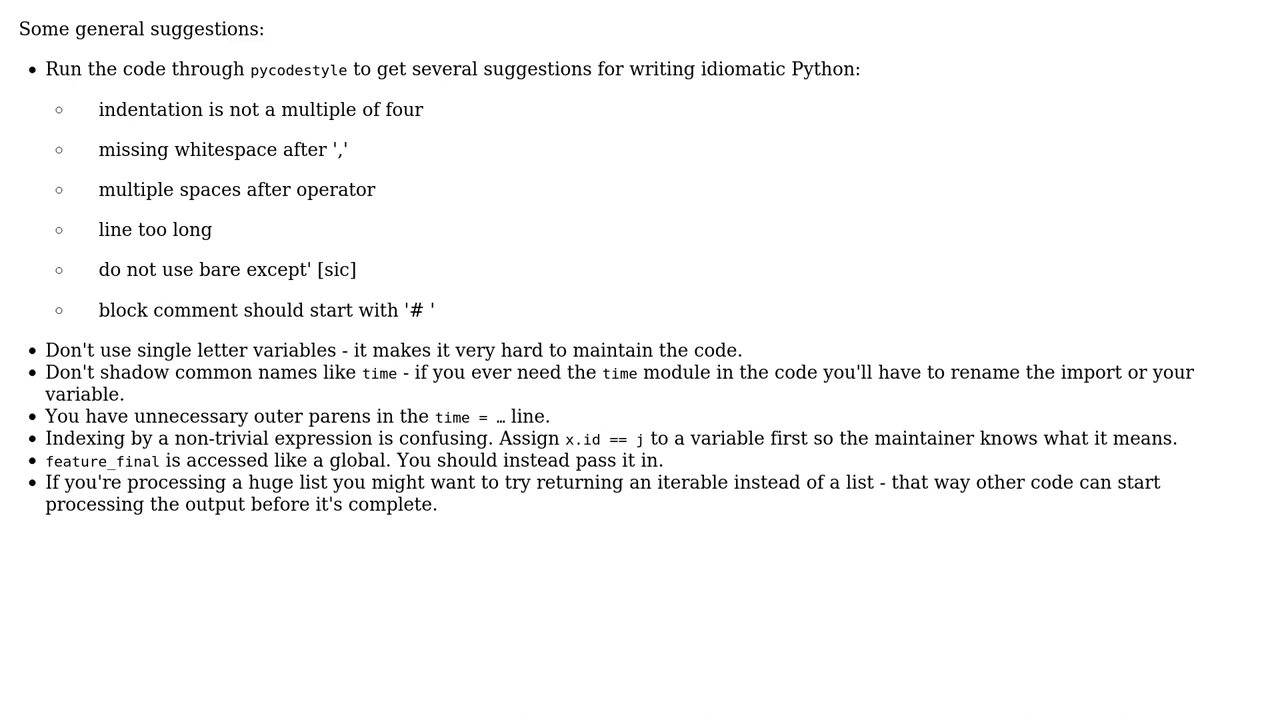 Some general suggestions:
• Run the code through pycodestyle to get several suggestions for writing idiomatic Python:
◦ indentation is not a multiple of four
◦ missing whitespace after ','
◦ multiple spaces after operator
◦ line too long
◦ do not use bare except' [sic]
◦ block comment should start with '# '
• Don't use single letter variables - it makes it very hard to maintain the code.
• Don't shadow common names like time - if you ever need the time module in the code you'll have to rename the import or your
variable.
• You have unnecessary outer parens in the time = … line.
• Indexing by a non-trivial expression is confusing. Assign x.id == j to a variable first so the maintainer knows what it means.
• feature_final is accessed like a global. You should instead pass it in.
• If you're processing a huge list you might want to try returning an iterable instead of a list - that way other code can start
processing the output before it's complete.